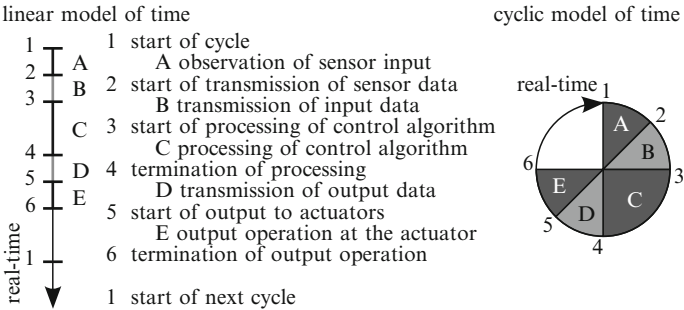 linear model of time
1
A
2
B
3
C
4
D
5
E
6
1
real-time
1 start of cycle
A observation of sensor input
2 start of transmission of sensor data
B transmission of input data
3 start of processing of control algorithm
C processing of control algorithm
4 termination of processing
D transmission of output data
5 start of output to actuators
E output operation at the actuator
6 termination of output operation
1 start of next cycle
cyclic model of time
real-time
1
2
3
4
5
6
A
B
C
D
E